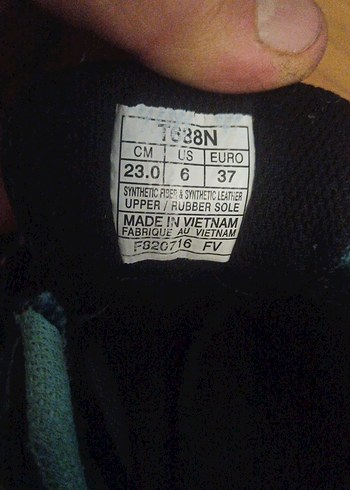 T688N
CM US EURO
23.0 6 37
SYNTHETIC FIBER & SYNTHETIC LEATHER
UPPER / RUBBER SOLE
MADE IN VIETNAM
FABRIQUE AU VIETNAM
F820716 FV